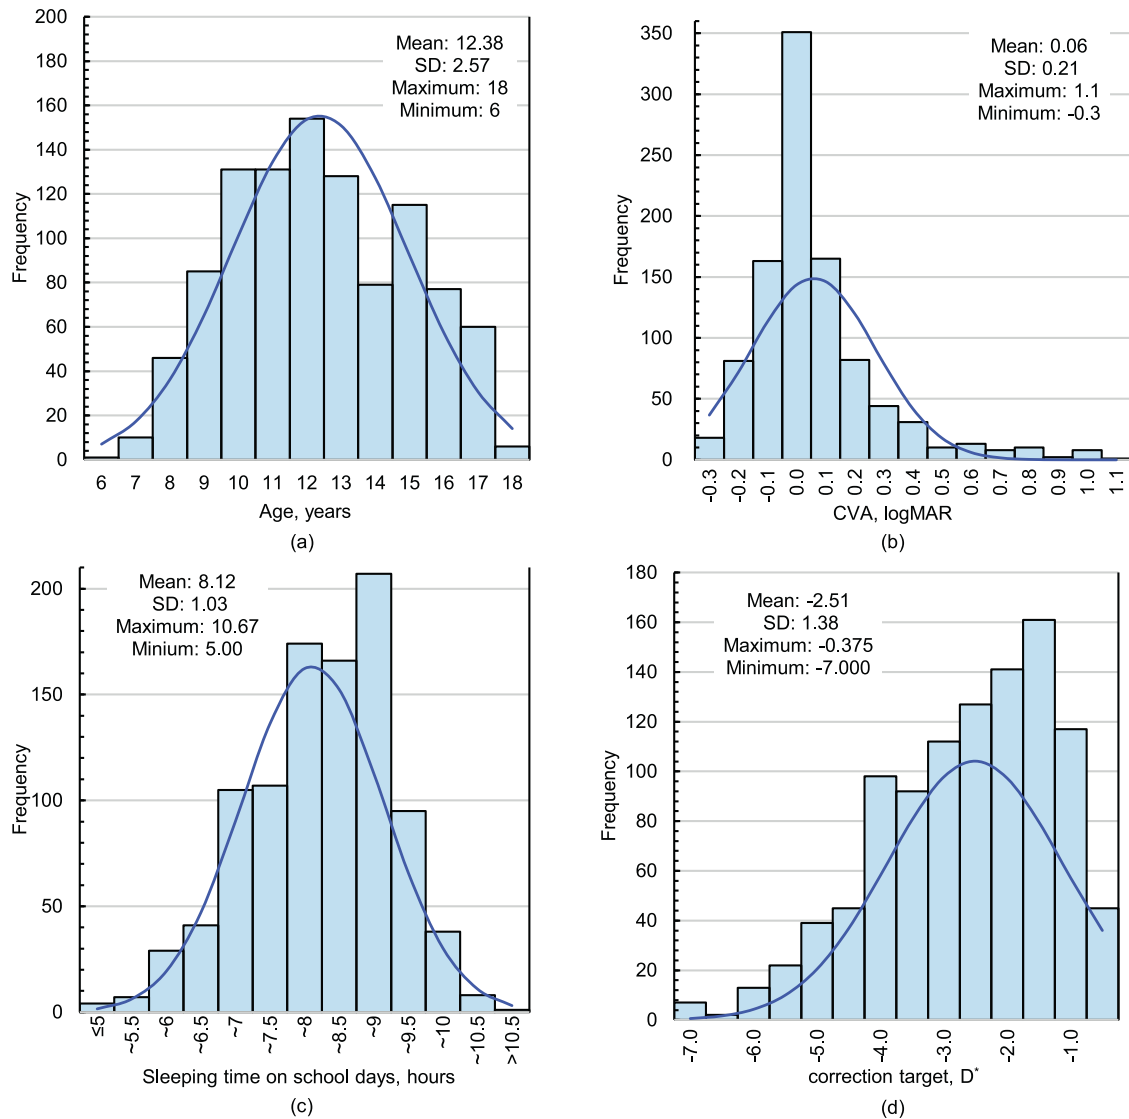 200
180
160
140
120
100
80
60
40
20
0
Frequency
Mean: 12.38
SD: 2.57
Maximum: 18
Minimum: 6
6 7 8 9 10 11 12 13 14 15 16 17 18
Age, years
(a)
350
300
250
200
150
100
50
0
Frequency
Mean: 0.06
SD: 0.21
Maximum: 1.1
Minimum: -0.3
-0.3 -0.2 -0.1 0.0 0.1 0.2 0.3 0.4 0.5 0.6 0.7 0.8 0.9 1.0 1.1
CVA, logMAR
(b)
200
150
100
50
0
Frequency
Mean: 8.12
SD: 1.03
Maximum: 10.67
Minium: 5.00
≤5 ~5.5 ~6 ~6.5 ~7 ~7.5 ~8 ~8.5 ~9 ~9.5 ~10 ~10.5 >10.5
Sleeping time on school days, hours
(c)
180
160
140
120
100
80
60
40
20
0
Frequency
Mean: -2.51
SD: 1.38
Maximum: -0.375
Minimum: -7.000
-7.0 -6.0 -5.0 -4.0 -3.0 -2.0 -1.0
correction target, D*
(d)